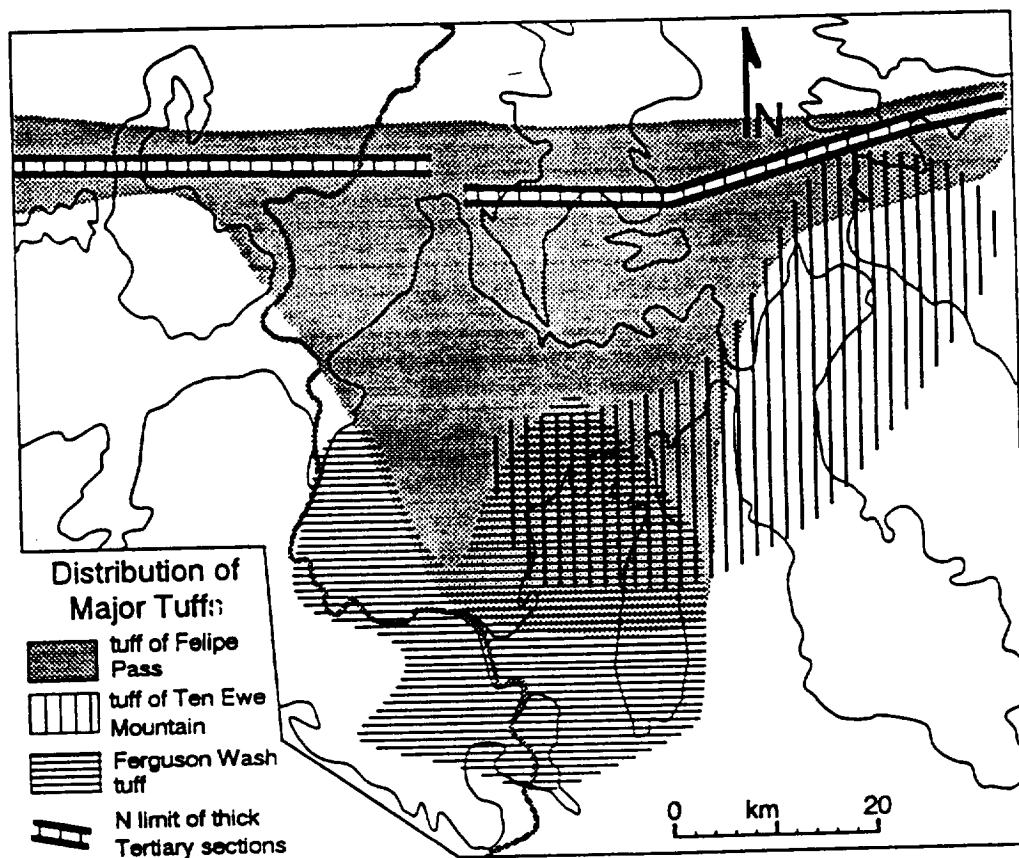 N
Distribution of
Major Tuffs
tuff of Felipe
Pass
tuff of Ten Ewe
Mountain
Ferguson Wash
tuff
N limit of thick
Tertiary sections
0 km 20